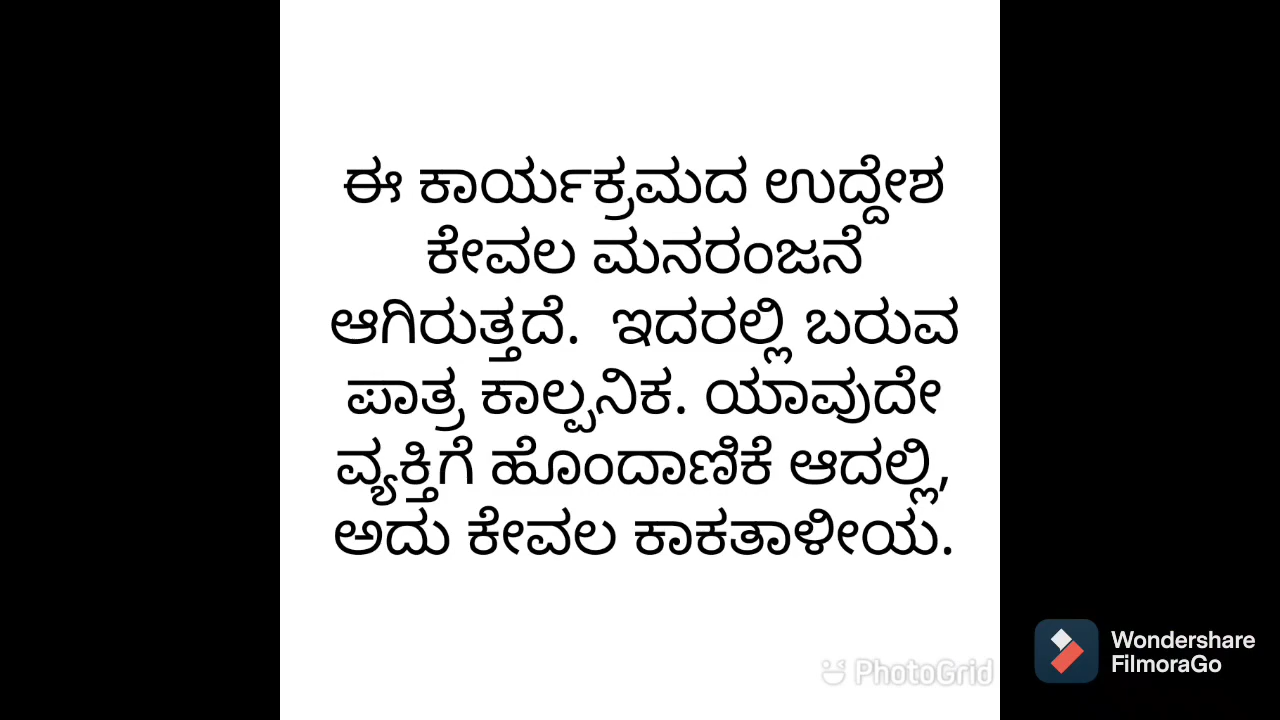 ಈ ಕಾರ್ಯಕ್ರಮದ ಉದ್ದೇಶ
ಕೇವಲ ಮನರಂಜನೆ
ಆಗಿರುತ್ತದೆ.  ಇದರಲ್ಲಿ ಬರುವ
ಪಾತ್ರ ಕಾಲ್ಪನಿಕ. ಯಾವುದೇ
ವ್ಯಕ್ತಿಗೆ ಹೊಂದಾಣಿಕೆ ಆದಲ್ಲಿ,
ಅದು ಕೇವಲ ಕಾಕತಾಳೀಯ.
Wondershare
FilmoraGo
PhotoGrid